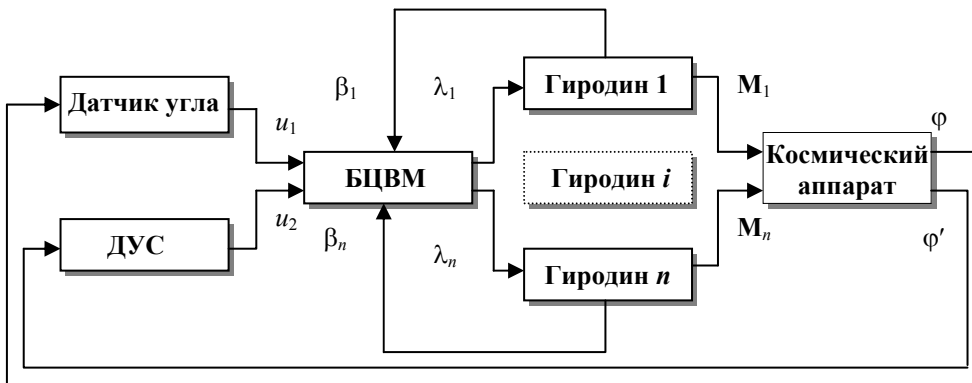 Датчик угла
ДУС
u1
u2
β1
βn
БЦВМ
λ1
λn
Гиродин 1
Гиродин i
Гиродин n
M1
Mn
Космический
аппарат
φ
φ′